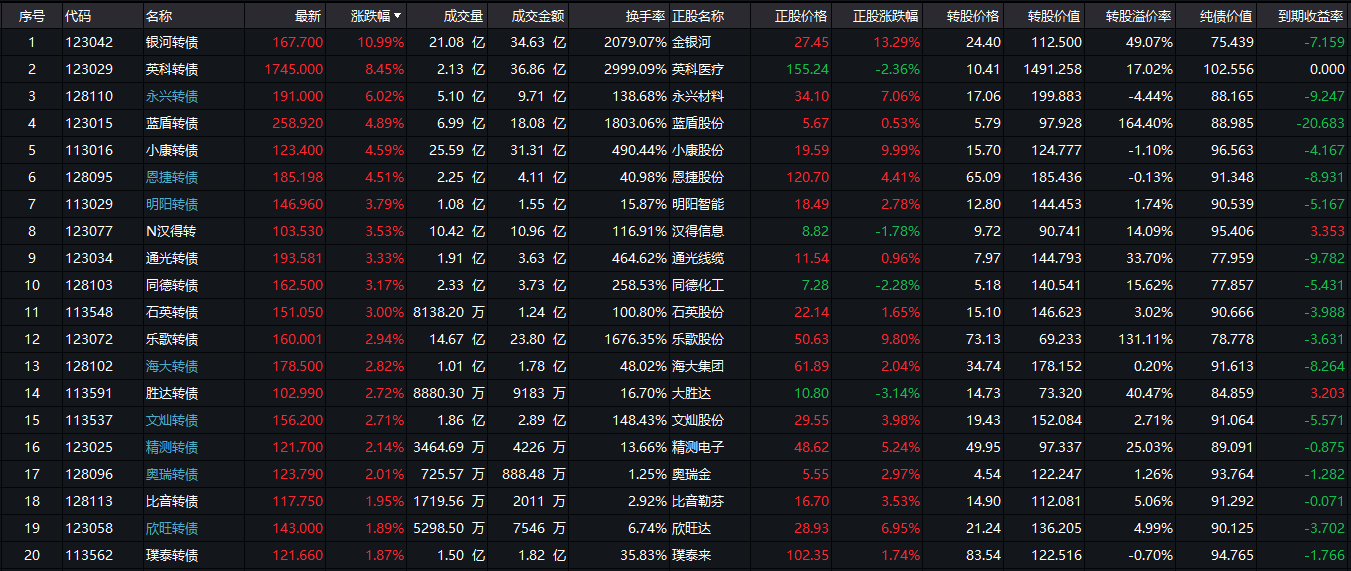 序号 代码 名称 最新 涨跌幅 成交量 成交金额 换手率 正股名称 正股价格 正股涨跌幅 转股价格 转股价值 转股溢价率 纯债价值 到期收益率
1 123042 银河转债 167.700 10.99% 21.08 亿 34.63 亿 2079.07% 金银河 27.45 13.29% 24.40 112.500 49.07% 75.439 -7.159
2 123029 英科转债 1745.000 8.45% 2.13 亿 36.86 亿 2999.09% 英科医疗 155.24 -2.36% 10.41 1491.258 17.02% 102.556 0.000
3 128110 永兴转债 191.000 6.02% 5.10 亿 9.71 亿 138.68% 永兴材料 34.10 7.06% 17.06 199.883 -4.44% 88.165 -9.247
4 123015 蓝盾转债 258.920 4.89% 6.99 亿 18.08 亿 1803.06% 蓝盾股份 5.67 0.53% 5.79 97.928 164.40% 88.985 -20.683
5 113016 小康转债 123.400 4.59% 25.59 亿 31.31 亿 490.44% 小康股份 19.59 9.99% 15.70 124.777 -1.10% 96.563 -4.167
6 128095 恩捷转债 185.198 4.51% 2.25 亿 4.11 亿 40.98% 恩捷股份 120.70 4.41% 65.09 185.436 -0.13% 91.348 -8.931
7 113029 明阳转债 146.960 3.79% 1.08 亿 1.55 亿 15.87% 明阳智能 18.49 2.78% 12.80 144.453 1.74% 90.539 -5.167
8 123077 N汉得转 103.530 3.53% 10.42 亿 10.96 亿 116.91% 汉得信息 8.82 -1.78% 9.72 90.741 14.09% 95.406 3.353
9 123034 通光转债 193.581 3.33% 1.91 亿 3.63 亿 464.62% 通光线缆 11.54 0.96% 7.97 144.793 33.70% 77.959 -9.782
10 128103 同德转债 162.500 3.17% 2.33 亿 3.73 亿 258.53% 同德化工 7.28 -2.28% 5.18 140.541 15.62% 77.857 -5.431
11 113548 石英转债 151.050 3.00% 8138.20 万 1.24 亿 100.80% 石英股份 22.14 1.65% 15.10 146.623 3.02% 90.666 -3.988
12 123072 乐歌转债 160.001 2.94% 14.67 亿 23.80 亿 1676.35% 乐歌股份 50.63 9.80% 73.13 69.233 131.11% 78.778 -3.631
13 128102 海大转债 178.500 2.82% 1.01 亿 1.78 亿 48.02% 海大集团 61.89 2.04% 34.74 178.152 0.20% 91.613 -8.264
14 113591 胜达转债 102.990 2.72% 8880.30 万 9183 万 16.70% 大胜达 10.80 -3.14% 14.73 73.320 40.47% 84.859 3.203
15 113537 文灿转债 156.200 2.71% 1.86 亿 2.89 亿 148.43% 文灿股份 29.55 3.98% 19.43 152.084 2.71% 91.064 -5.571
16 123025 精测转债 121.700 2.14% 3464.69 万 4226 万 13.66% 精测电子 48.62 5.24% 49.95 97.337 25.03% 89.091 -0.875
17 128096 奥瑞转债 123.790 2.01% 725.57 万 888.48 万 1.25% 奥瑞金 5.55 2.97% 4.54 122.247 1.26% 93.764 -1.282
18 128113 比音转债 117.750 1.95% 1719.56 万 2011 万 2.92% 比音勒芬 16.70 3.53% 14.90 112.081 5.06% 91.292 -0.071
19 123058 欣旺转债 143.000 1.89% 5298.50 万 7546 万 6.74% 欣旺达 28.93 6.95% 21.24 136.205 4.99% 90.125 -3.702
20 113562 璞泰转债 121.660 1.87% 1.50 亿 1.82 亿 35.83% 璞泰来 102.35 1.74% 83.54 122.516 -0.70% 94.765 -1.766